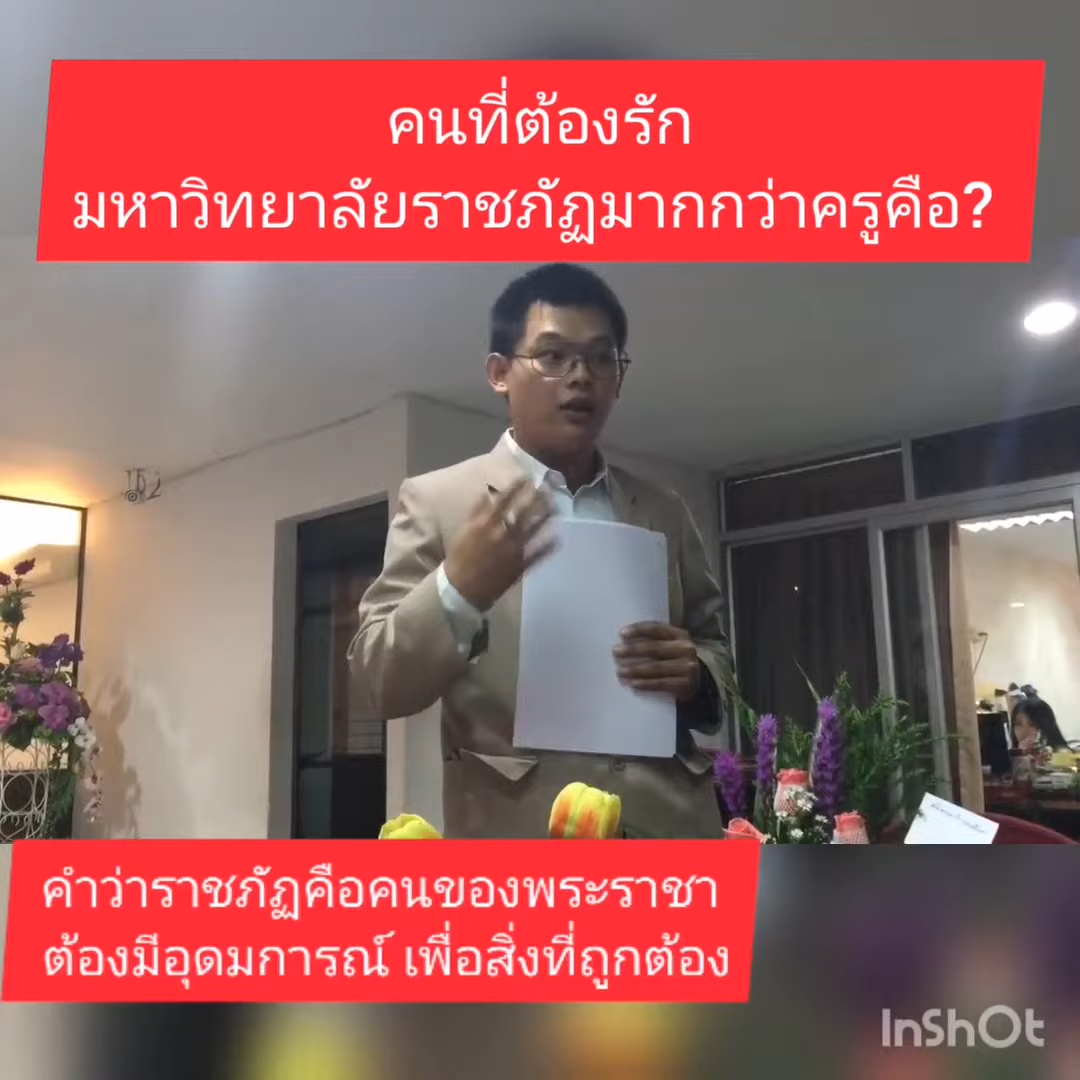 คนที่ต้องรัก
มหาวิทยาลัยราชภัฏมากกว่าครูคือ?
คำว่าราชภัฏคือคนของพระราชา
ต้องมีอุดมการณ์ เพื่อสิ่งที่ถูกต้อง
InShOt